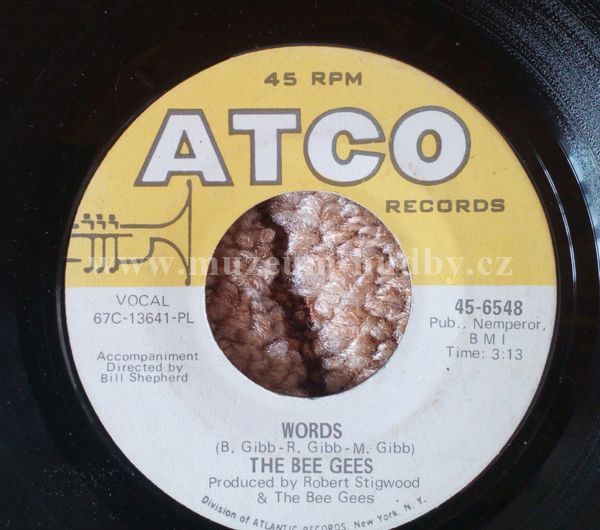 45 RPM
ATCO
RECORDS
www.muzeumhudby.cz
VOCAL
67C-13641-PL
Accompaniment
Directed by
Bill Shepherd
45-6548
Pub., Nemperor,
BMI
Time: 3:13
WORDS
(B. Gibb-R. Gibb-M. Gibb)
THE BEE GEES
Produced by Robert Stigwood
& The Bee Gees
Division of ATLANTIC RECORDS, New York, N. Y.